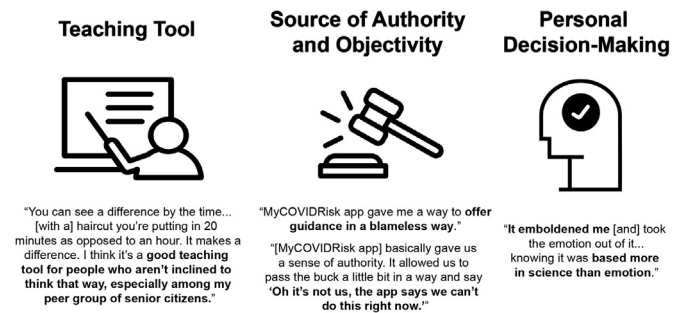 Teaching Tool
“You can see a difference by the time...
[with a] haircut you’re putting in 20
minutes as opposed to an hour. It makes a
difference. I think it’s a good teaching
tool for people who aren’t inclined to
think that way, especially among my
peer group of senior citizens.”
Source of Authority
and Objectivity
“MyCOVIDRisk app gave me a way to offer
guidance in a blameless way.”
“[MyCOVIDRisk app] basically gave us
a sense of authority. It allowed us to
pass the buck a little bit in a way and say
‘Oh it’s not us, the app says we can’t
do this right now.’”
Personal
Decision-Making
“It emboldened me [and] took
the emotion out of it...
knowing it was based more
in science than emotion.”